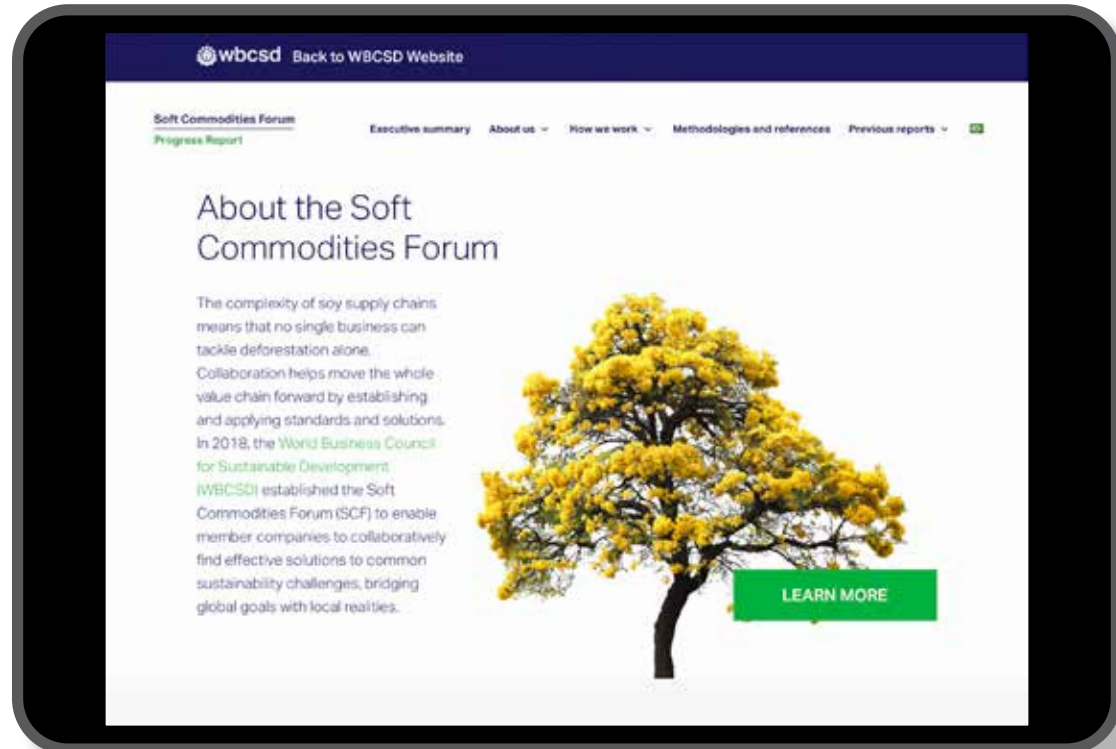 wbcsd Back to WBCSD Website
Soft Commodities Forum
Progress Report
Executive summary About us How we work Methodologies and references Previous reports
About the Soft
Commodities Forum
The complexity of soy supply chains
means that no single business can
tackle deforestation alone.
Collaboration helps move the whole
value chain forward by establishing
and applying standards and solutions.
In 2018, the World Business Council
for Sustainable Development
(WBCSD) established the Soft
Commodities Forum (SCF) to enable
member companies to collaboratively
find effective solutions to common
sustainability challenges, bridging
global goals with local realities.
LEARN MORE